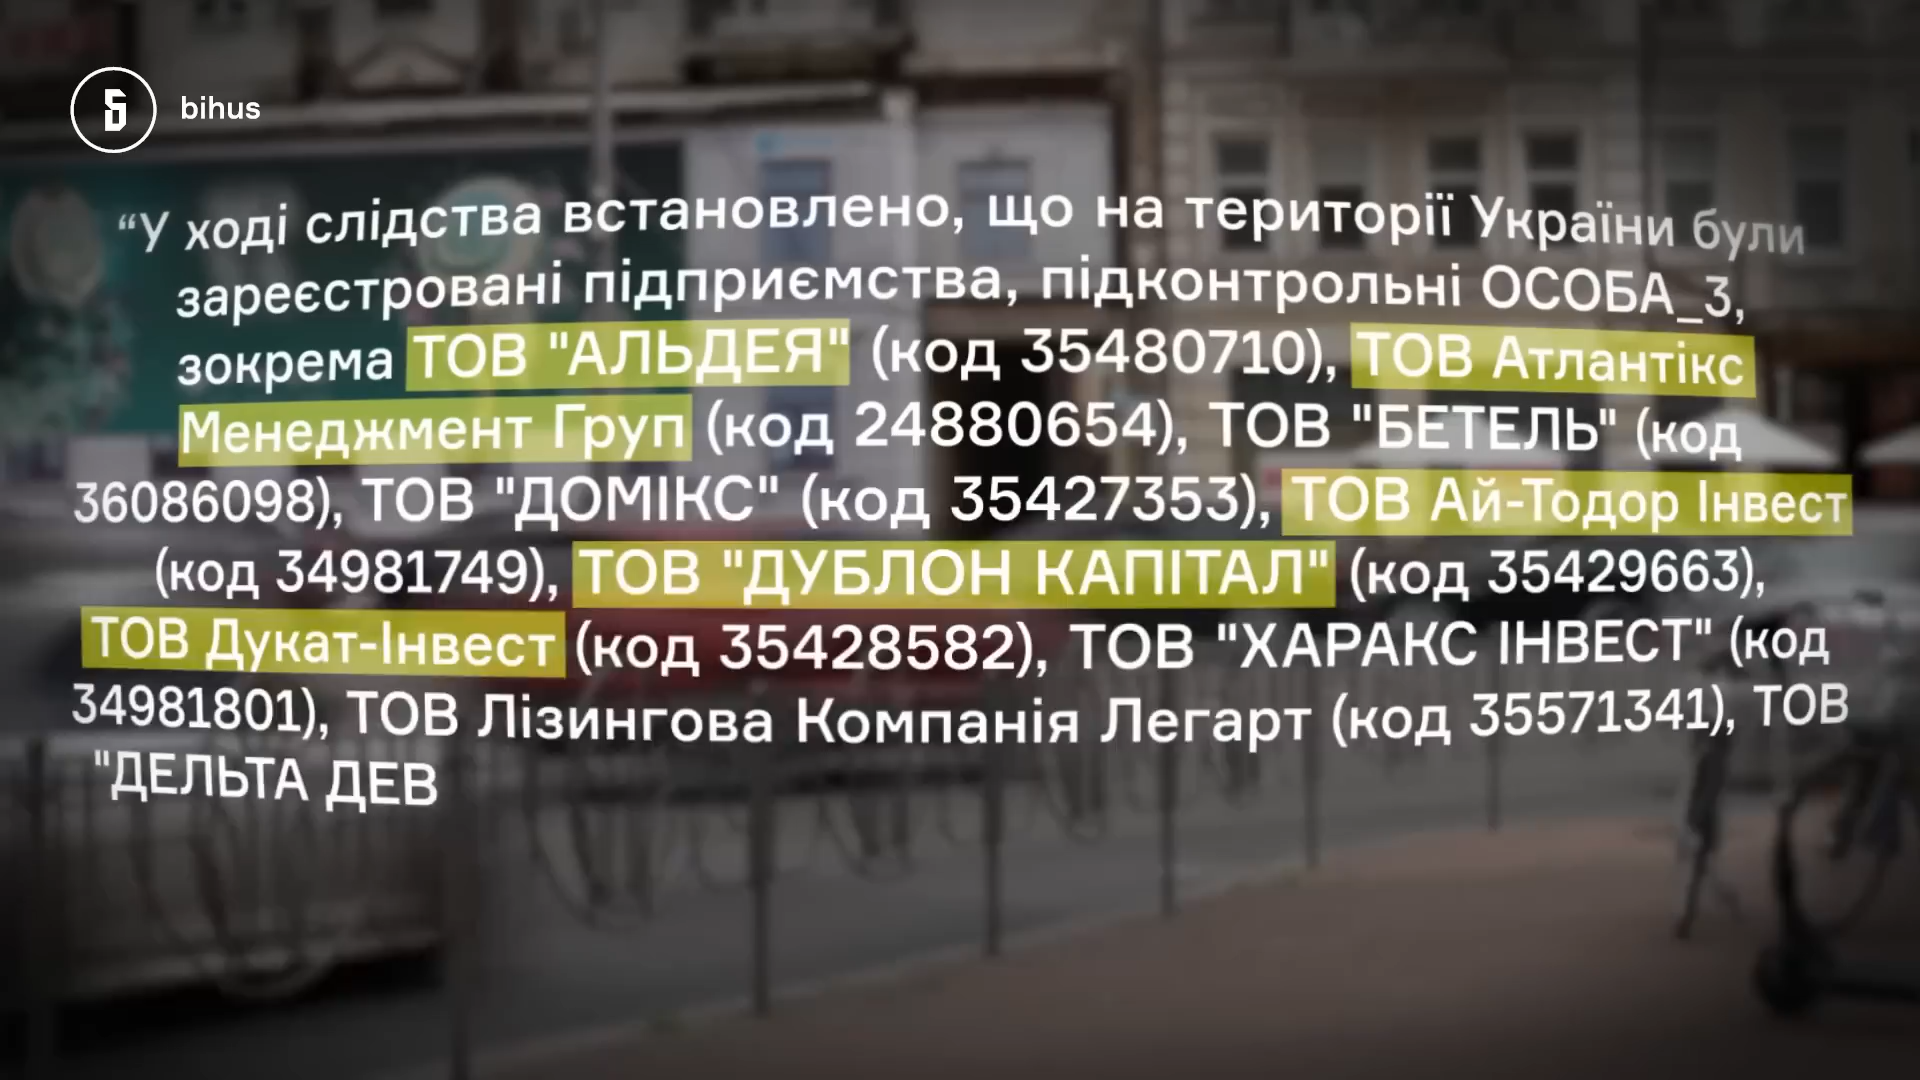 bihus
“У ході слідства встановлено, що на території України були
зареєстровані підприємства, підконтрольні ОСОБА_3,
зокрема ТОВ "АЛЬДЕЯ" (код 35480710), ТОВ Атлантікс
Менеджмент Груп (код 24880654), ТОВ "БЕТЕЛЬ" (код
36086098), ТОВ "ДОМІКС" (код 35427353), ТОВ Ай-Тодор Інвест
(код 34981749), ТОВ "ДУБЛОН КАПІТАЛ" (код 35429663),
ТОВ Дукат-Інвест (код 35428582), ТОВ "ХАРАКС ІНВЕСТ" (код
34981801), ТОВ Лізингова Компанія Легарт (код 35571341), ТОВ
"ДЕЛЬТА ДЕВ